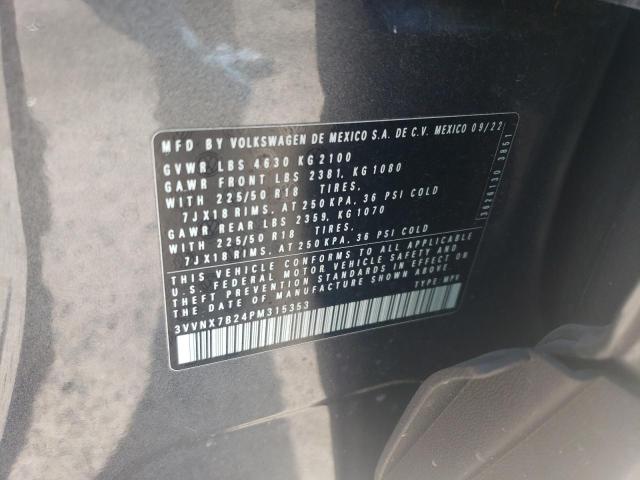 MFD BY VOLKSWAGEN DE MEXICO S.A. DE C.V. MEXICO 09/22
GVWR LBS 4630 KG 2100
GAWR FRONT LBS 2381, KG 1080
WITH 225/50 R18 TIRES.
7JX18 RIMS. AT 250 KPA, 36 PSI COLD
GAWR REAR LBS 2359, KG 1070
WITH 225/50 R18 TIRES.
7JX18 RIMS. AT 250 KPA, 36 PSI COLD
THIS VEHICLE CONFORMS TO ALL APPLICABLE
U.S. FEDERAL MOTOR VEHICLE SAFETY AND
THEFT PREVENTION STANDARDS IN EFFECT ON
THE DATE OF MANUFACTURE SHOWN ABOVE.
3VVNX7B24PM315353 TYPE MPV
3626130 3851